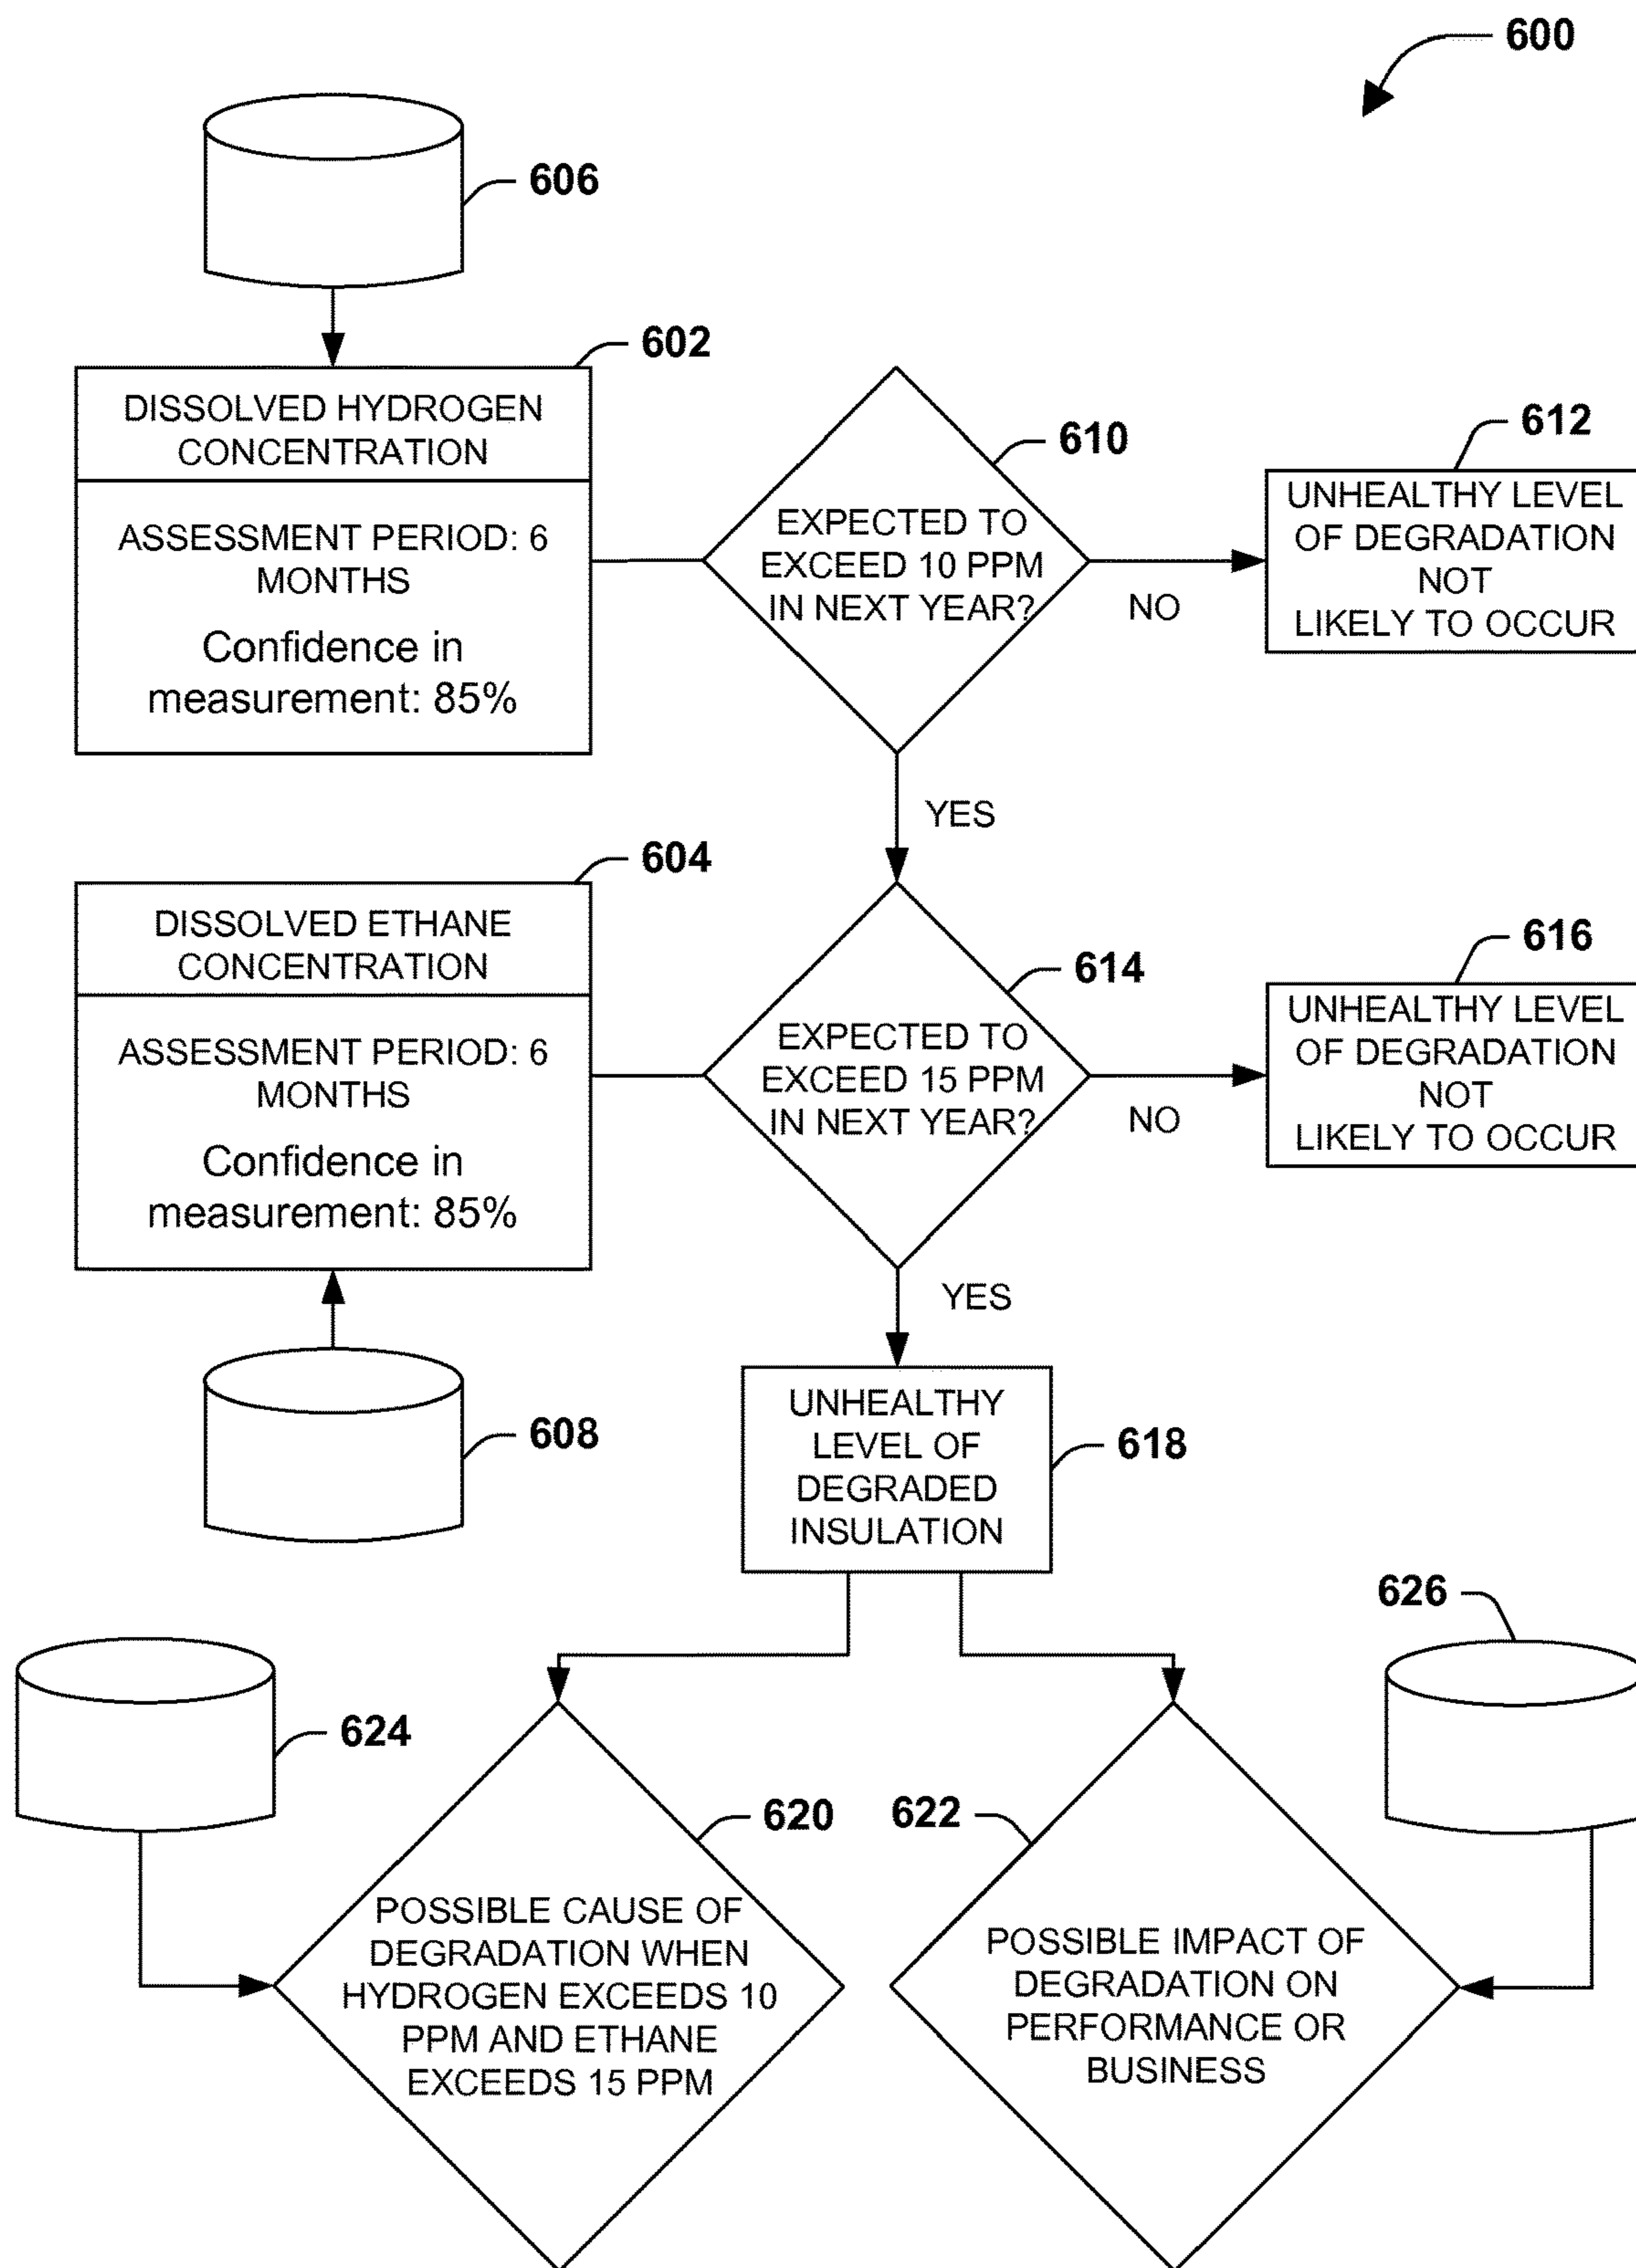 600
606
602
DISSOLVED HYDROGEN
CONCENTRATION
ASSESSMENT PERIOD: 6
MONTHS
Confidence in
measurement: 85%
610
EXPECTED TO
EXCEED 10 PPM
IN NEXT YEAR?
NO
612
UNHEALTHY LEVEL
OF DEGRADATION
NOT
LIKELY TO OCCUR
YES
604
DISSOLVED ETHANE
CONCENTRATION
ASSESSMENT PERIOD: 6
MONTHS
Confidence in
measurement: 85%
614
EXPECTED TO
EXCEED 15 PPM
IN NEXT YEAR?
NO
616
UNHEALTHY LEVEL
OF DEGRADATION
NOT
LIKELY TO OCCUR
YES
608
UNHEALTHY
LEVEL OF
DEGRADED
INSULATION
618
626
624
620
622
POSSIBLE CAUSE OF
DEGRADATION WHEN
HYDROGEN EXCEEDS 10
PPM AND ETHANE
EXCEEDS 15 PPM
POSSIBLE IMPACT OF
DEGRADATION ON
PERFORMANCE OR
BUSINESS